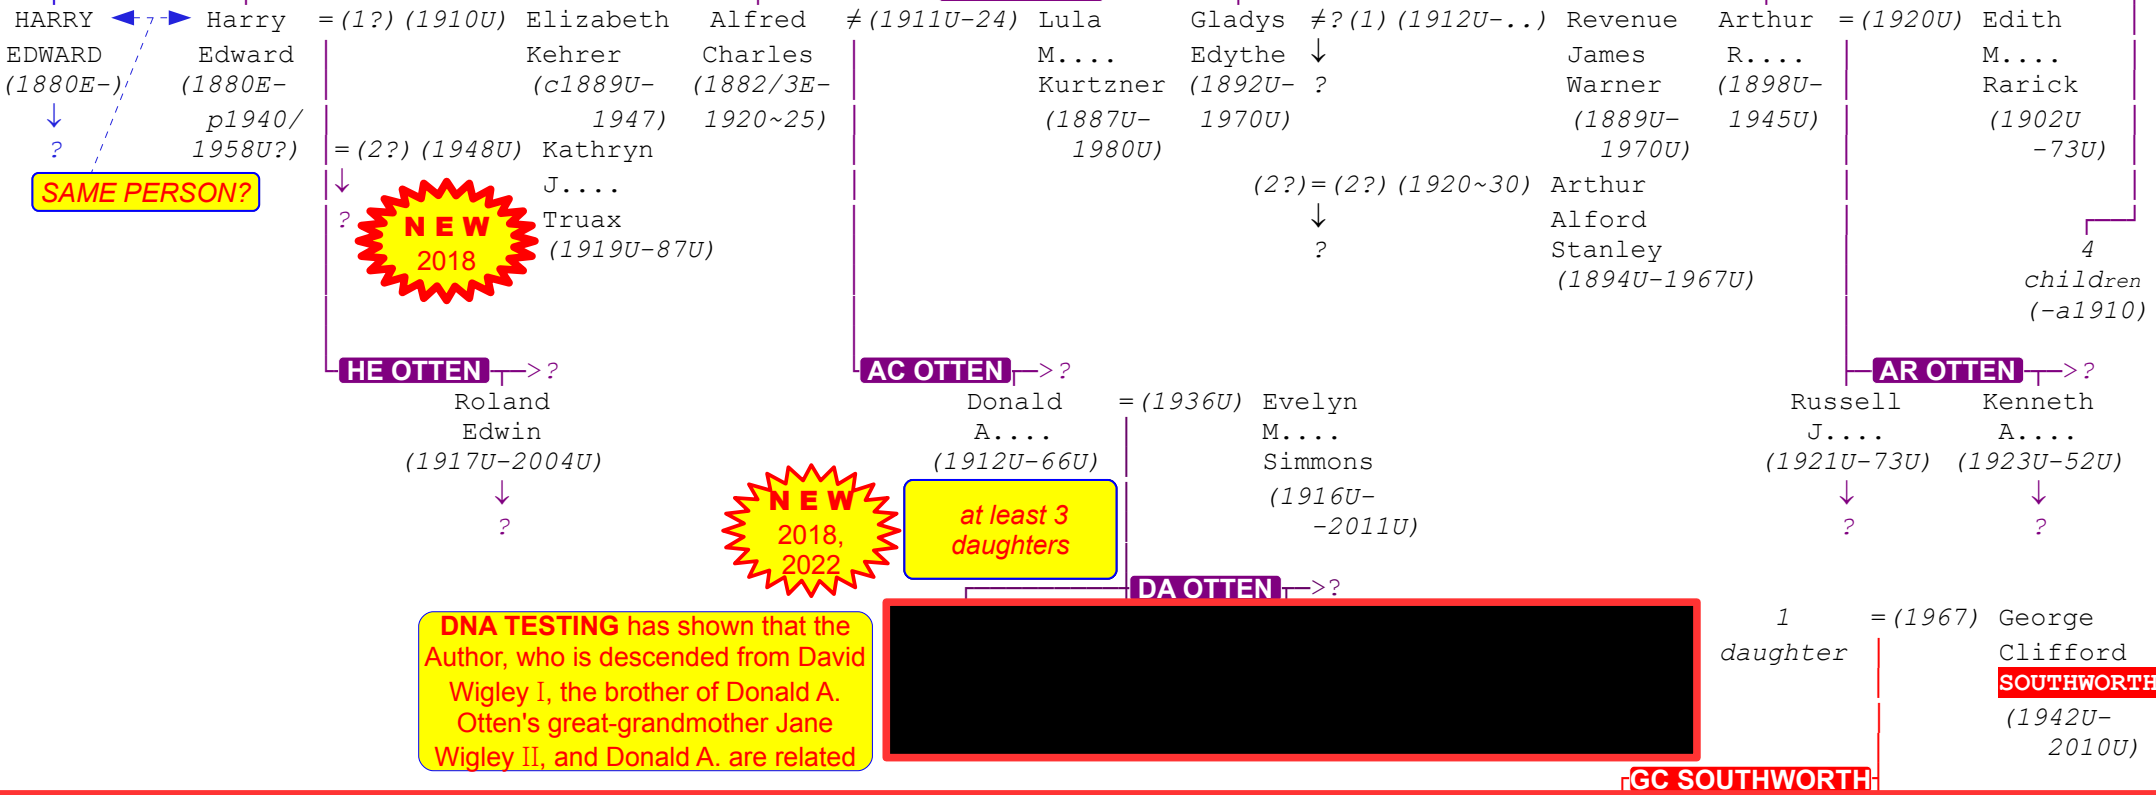 HARRY Harry =(1?)(1910U) Elizabeth Alfred ≠(1911U-24) Lula Gladys ≠?(1)(1912U-..) Revenue Arthur =(1920U) Edith
EDWARD Edward Kehrer Charles M.... Edythe ↓ James R.... M....
(1880E-) (1880E- (c1889U- (1882/3E- Kurtzner (1892U- ? Warner (1898U- Rarick
↓ p1940/ 1947) 1920~25) (1887U- 1970U) (1889U- 1945U) (1902U
? 1958U?) =(2?)(1948U) Kathryn 1980U) 1970U) -73U)
SAME PERSON? ↓ J.... (2?)=(2?)(1920~30) Arthur
? NEW Truax ↓ Alford
2018 (1919U-87U) ? Stanley 4
(1894U-1967U) children
(-a1910)
HE OTTEN ->? AC OTTEN ->? AR OTTEN ->?
Roland Donald =(1936U) Evelyn Russell Kenneth
Edwin A.... M.... J.... A....
(1917U-2004U) (1912U-66U) Simmons (1921U-73U) (1923U-52U)
↓ NEW at least 3 (1916U- ↓ ↓
? 2018, daughters -2011U) ? ?
2022
DA OTTEN ->?
DNA TESTING has shown that the 1 =(1967) George
Author, who is descended from David daughter Clifford
Wigley I, the brother of Donald A. SOUTHWORTH
Otten's great-grandmother Jane (1942U-
Wigley II, and Donald A. are related 2010U)
GC SOUTHWORTH